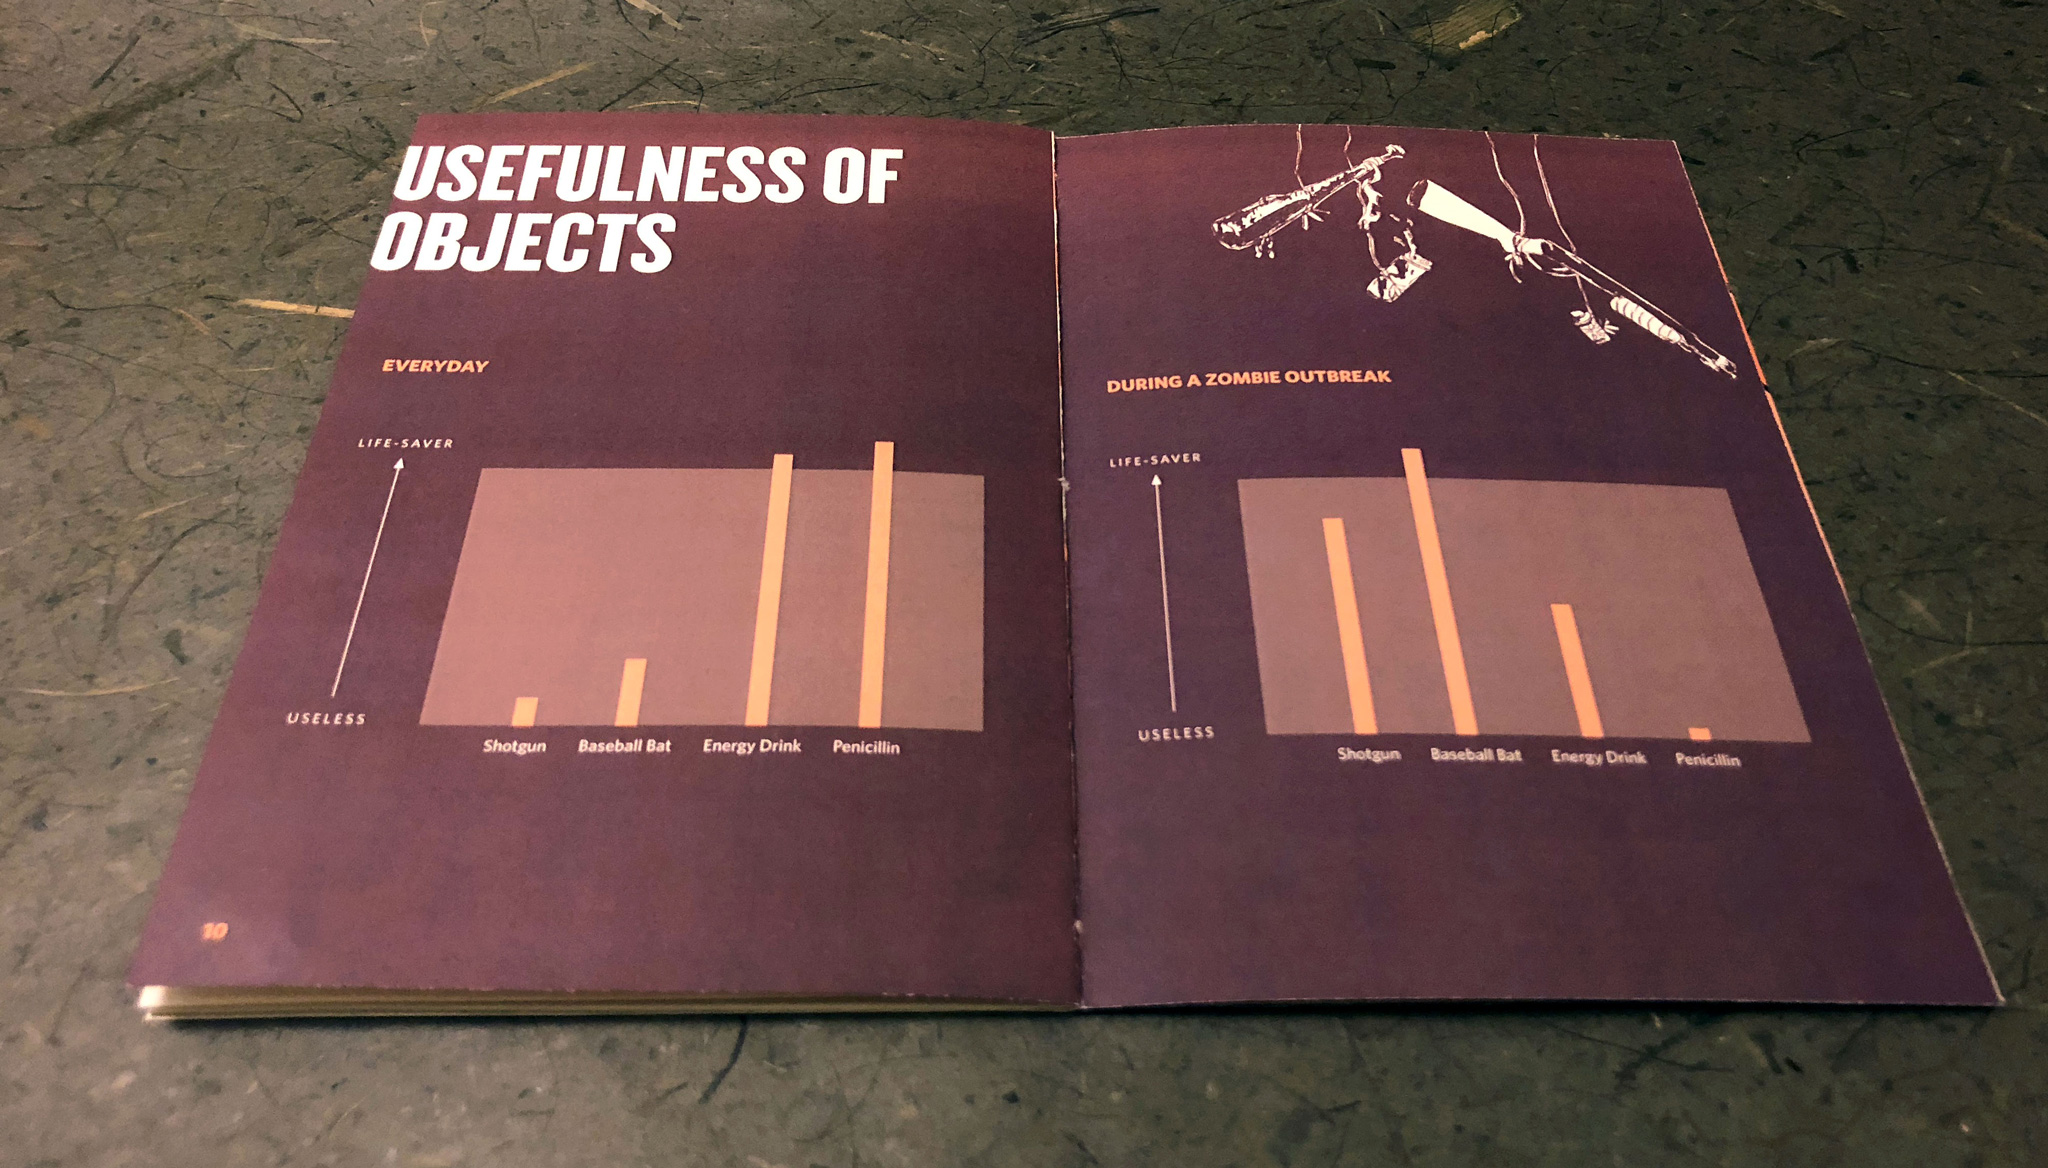 USEFULNESS OF
OBJECTS
EVERYDAY
LIFE-SAVER
USELESS
Shotgun Baseball Bat Energy Drink Penicillin
10
DURING A ZOMBIE OUTBREAK
LIFE-SAVER
USELESS
Shotgun Baseball Bat Energy Drink Penicillin